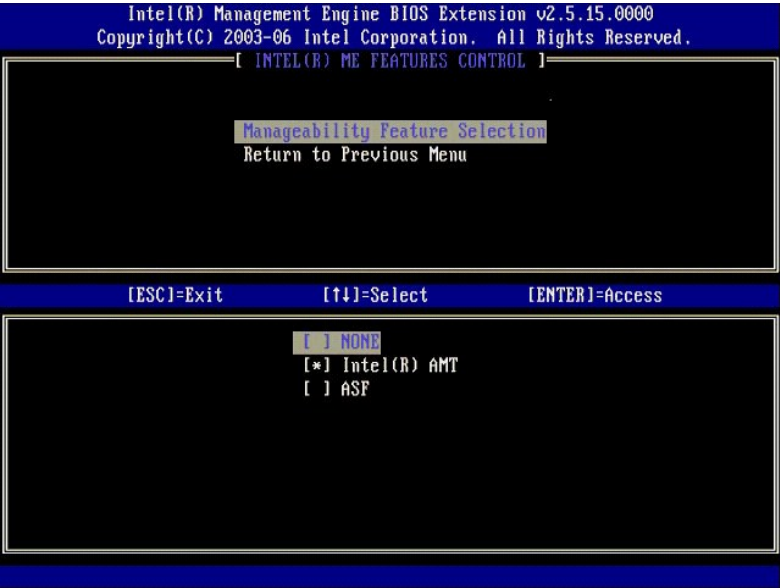 Intel(R) Management Engine BIOS Extension v2.5.15.0000
Copyright(C) 2003-06 Intel Corporation. All Rights Reserved.
[ INTEL(R) ME FEATURES CONTROL ]
Manageability Feature Selection
Return to Previous Menu
[ESC]=Exit [↑↓]=Select [ENTER]=Access
[ ] NONE
[*] Intel(R) AMT
[ ] ASF